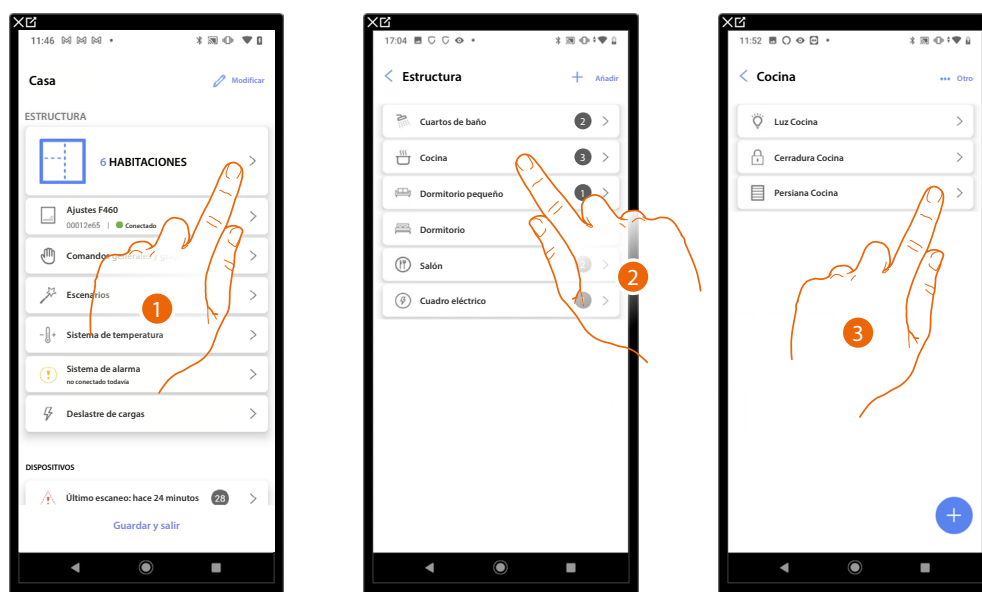 11:46
Casa
Modificar
ESTRUCTURA
6 HABITACIONES
Ajustes F460
00012e65 | Conectado
Comandos generales y
Escenarios
Sistema de temperatura
Sistema de alarma
no conectado todavía
Deslastre de cargas
DISPOSITIVOS
Último escaneo: hace 24 minutos 28
Guardar y salir
1
17:04
Estructura
Añadir
Cuartos de baño 2
Cocina 3
Dormitorio pequeño 1
Dormitorio
Salón 2
Cuadro eléctrico
2
11:52
Cocina
Otro
Luz Cocina
Cerradura Cocina
Persiana Cocina
3